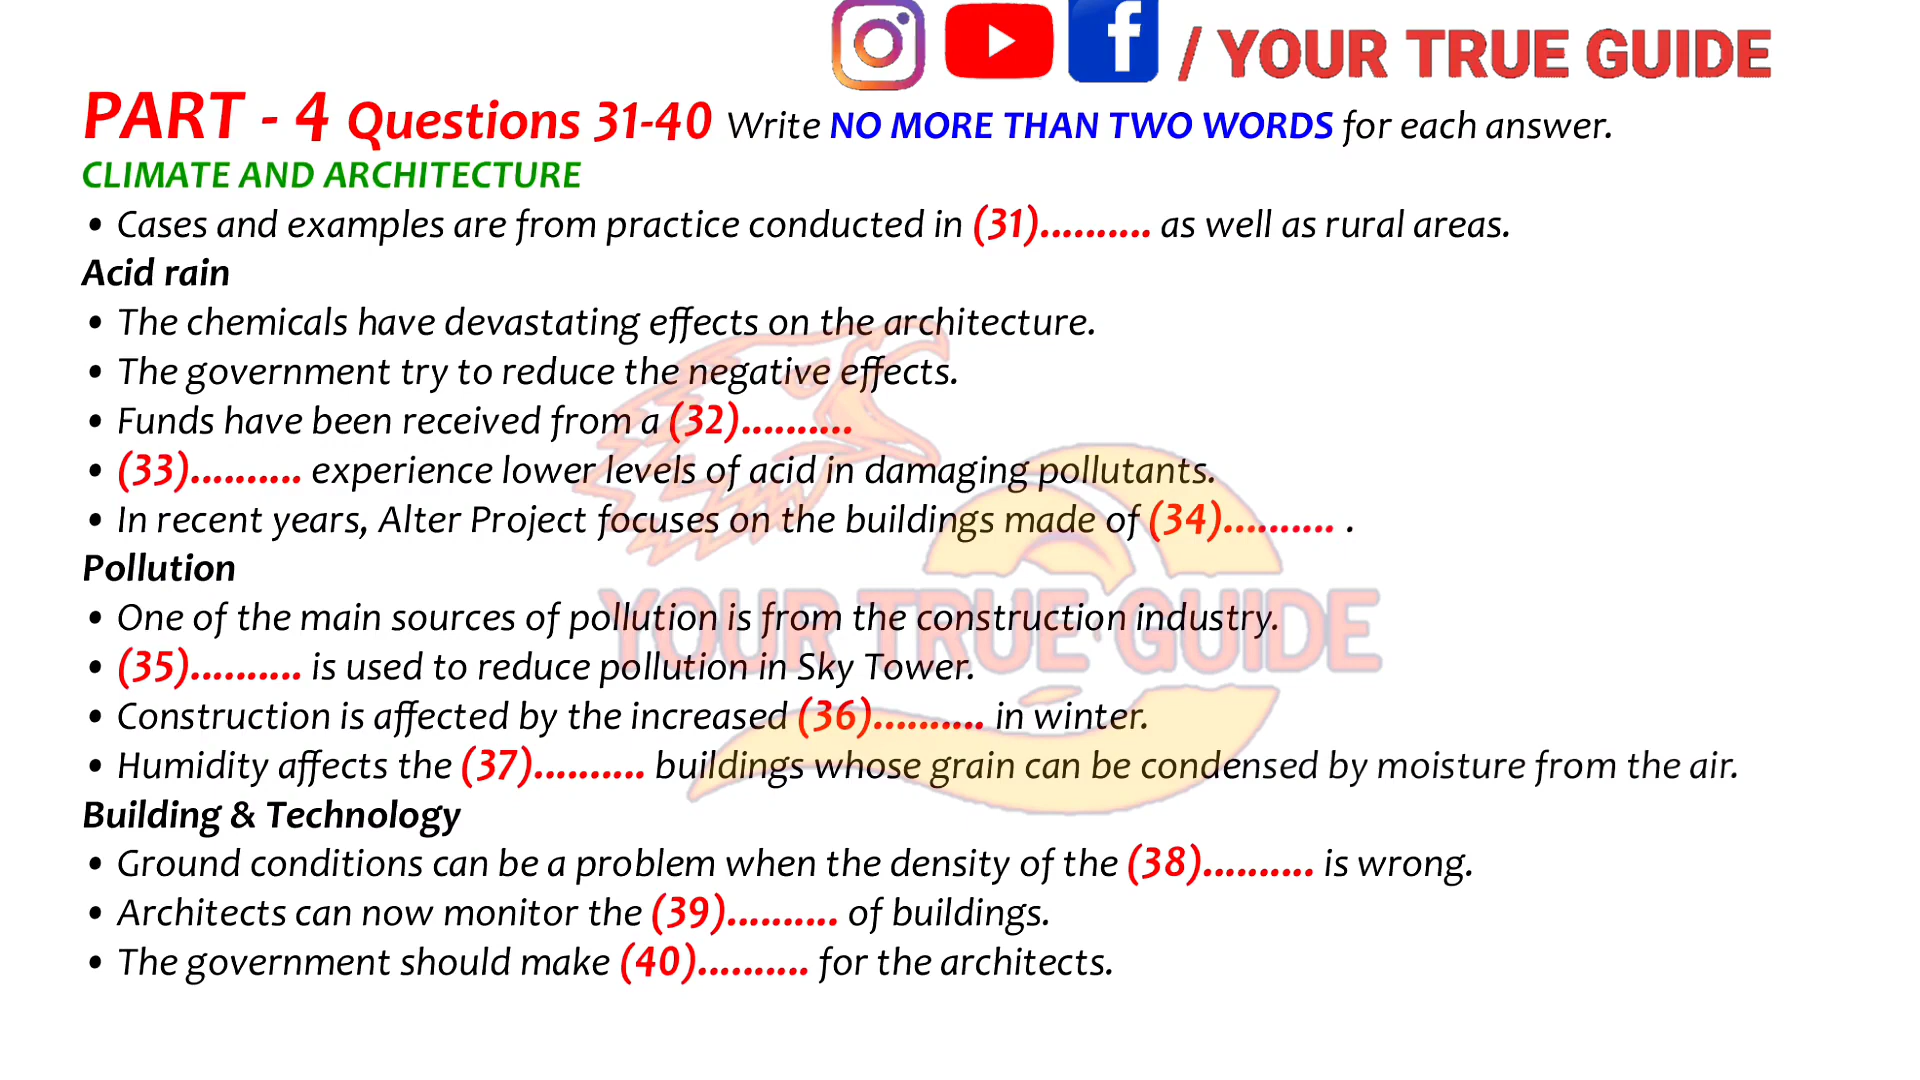 / YOUR TRUE GUIDE
PART - 4 Questions 31-40 Write NO MORE THAN TWO WORDS for each answer.
CLIMATE AND ARCHITECTURE
• Cases and examples are from practice conducted in (31).......... as well as rural areas.
Acid rain
• The chemicals have devastating effects on the architecture.
• The government try to reduce the negative effects.
• Funds have been received from a (32)..........
• (33).......... experience lower levels of acid in damaging pollutants.
• In recent years, Alter Project focuses on the buildings made of (34).......... .
Pollution
• One of the main sources of pollution is from the construction industry.
YOUR TRUE GUIDE
• (35).......... is used to reduce pollution in Sky Tower.
• Construction is affected by the increased (36).......... in winter.
• Humidity affects the (37).......... buildings whose grain can be condensed by moisture from the air.
Building & Technology
• Ground conditions can be a problem when the density of the (38).......... is wrong.
• Architects can now monitor the (39).......... of buildings.
• The government should make (40).......... for the architects.